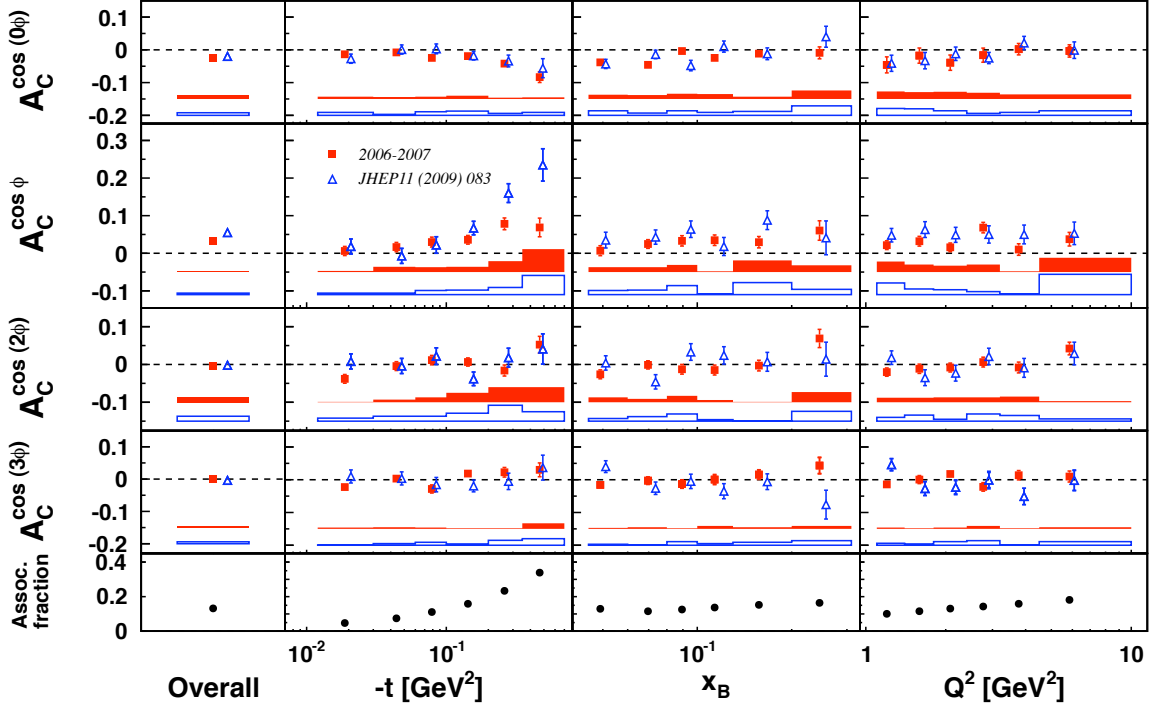 A_C^cos (0φ)
0.1
0
-0.1
-0.2
A_C^cos φ
0.3
0.2
0.1
0
-0.1
2006-2007
JHEP11 (2009) 083
A_C^cos (2φ)
0.1
0
-0.1
A_C^cos (3φ)
0.1
0
-0.1
-0.2
Assoc.
fraction
0.4
0.2
0
10^-2 10^-1 10^-1 1 10
Overall -t [GeV^2] x_B Q^2 [GeV^2]